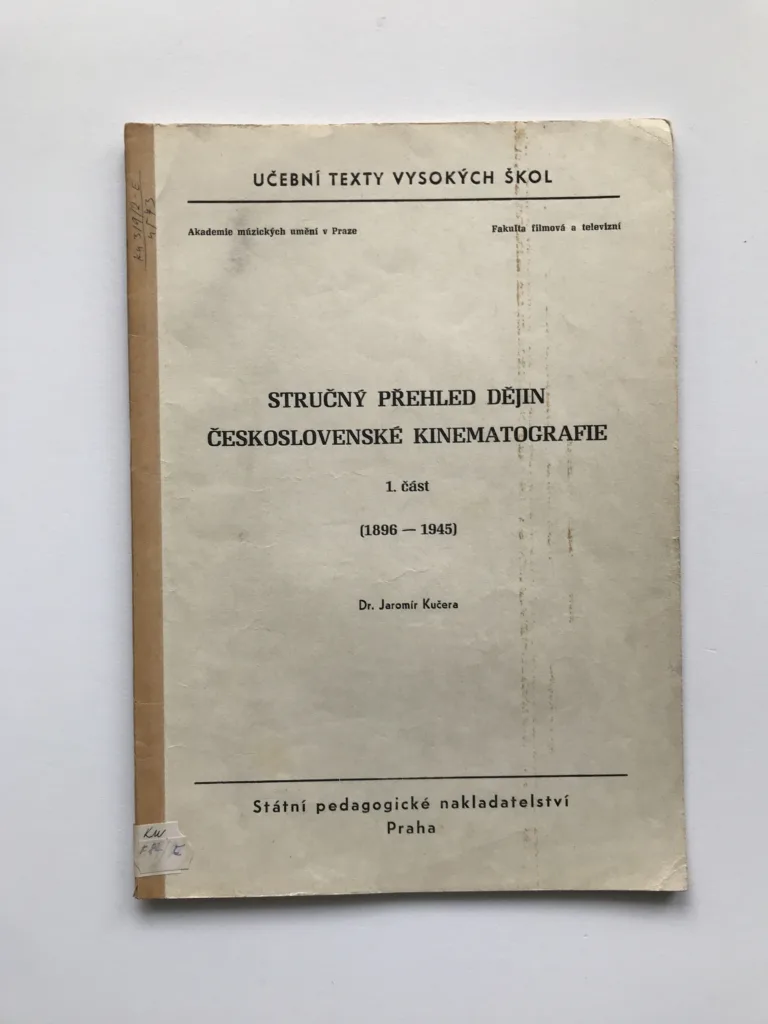 UČEBNÍ TEXTY VYSOKÝCH ŠKOL
Akademie múzických umění v Praze
Fakulta filmová a televizní
STRUČNÝ PŘEHLED DĚJIN
ČESKOSLOVENSKÉ KINEMATOGRAFIE
1. část
(1896 — 1945)
Dr. Jaromír Kučera
Státní pedagogické nakladatelství
Praha